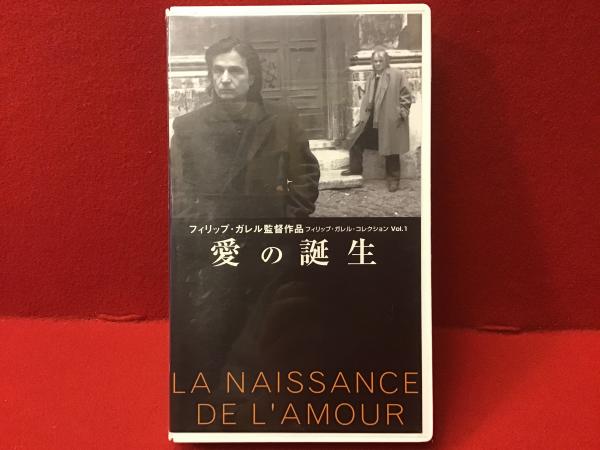 フィリップ・ガレル監督作品 フィリップ・ガレル・コレクション Vol.1
愛の誕生
LA NAISSANCE
DE L'AMOUR